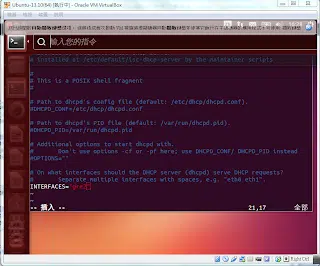 Ubuntu-11.10(64) [執行中] - Oracle VM VirtualBox
輸入您的指令
# installed at /etc/default/isc-dhcp-server by the maintainer scripts
#
# This is a POSIX shell fragment
#
# Path to dhcpd's config file (default: /etc/dhcp/dhcpd.conf).
#DHCPD_CONF=/etc/dhcp/dhcpd.conf
# Path to dhcpd's PID file (default: /var/run/dhcpd.pid).
#DHCPD_PID=/var/run/dhcpd.pid
# Additional options to start dhcpd with.
# Don't use options -cf or -pf here; use DHCPD_CONF/ DHCPD_PID instead
#OPTIONS=""
# On what interfaces should the DHCP server (dhcpd) serve DHCP requests?
# Separate multiple interfaces with spaces, e.g. "eth0 eth1".
~
~
-- 插入 --
21,17
全部
Right Ctrl